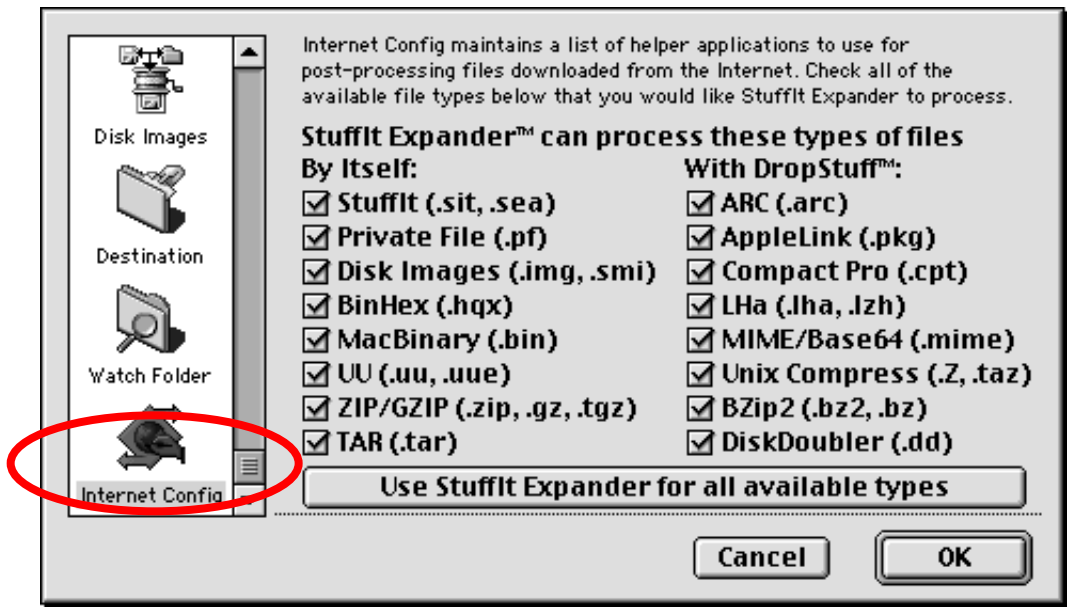 Internet Config maintains a list of helper applications to use for
post-processing files downloaded from the Internet. Check all of the
available file types below that you would like StuffIt Expander to process.
Disk Images
Destination
Watch Folder
Internet Config
StuffIt Expander™ can process these types of files
By Itself:
StuffIt (.sit, .sea)
Private File (.pf)
Disk Images (.img, .smi)
BinHex (.hqx)
MacBinary (.bin)
UU (.uu, .uue)
ZIP/GZIP (.zip, .gz, .tgz)
TAR (.tar)
With DropStuff™:
ARC (.arc)
AppleLink (.pkg)
Compact Pro (.cpt)
LHa (.lha, .lzh)
MIME/Base64 (.mime)
Unix Compress (.Z, .taz)
BZip2 (.bz2, .bz)
DiskDoubler (.dd)
Use StuffIt Expander for all available types
Cancel
OK